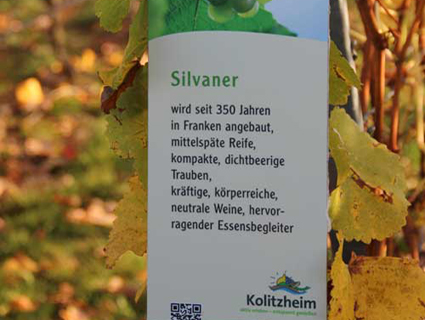 Silvaner
wird seit 350 Jahren
in Franken angebaut,
mittelspäte Reife,
kompakte, dichtbeerige
Trauben,
kräftige, körperreiche,
neutrale Weine, hervor-
ragender Essensbegleiter
Kolitzheim